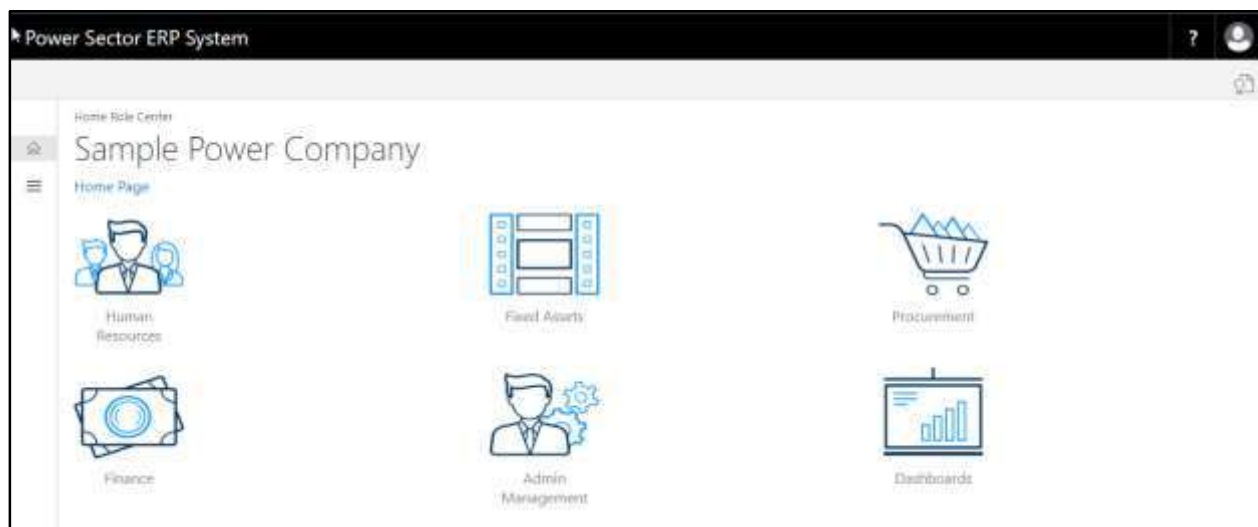 Power Sector ERP System
?
Home Role Center
Sample Power Company
Home Page
Human
Resources
Fixed Assets
Procurement
Finance
Admin
Management
Dashboards